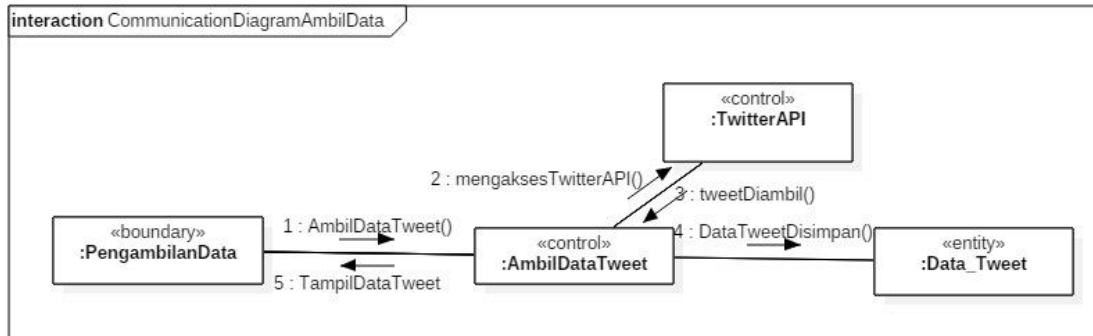 interaction CommunicationDiagramAmbilData
«control»
:TwitterAPI
2 : mengaksesTwitterAPI()
3 : tweetDiambil()
«boundary»
:PengambilanData
1 : AmbilDataTweet()
«control»
:AmbilDataTweet
4 : DataTweetDisimpan()
«entity»
:Data_Tweet
5 : TampilDataTweet